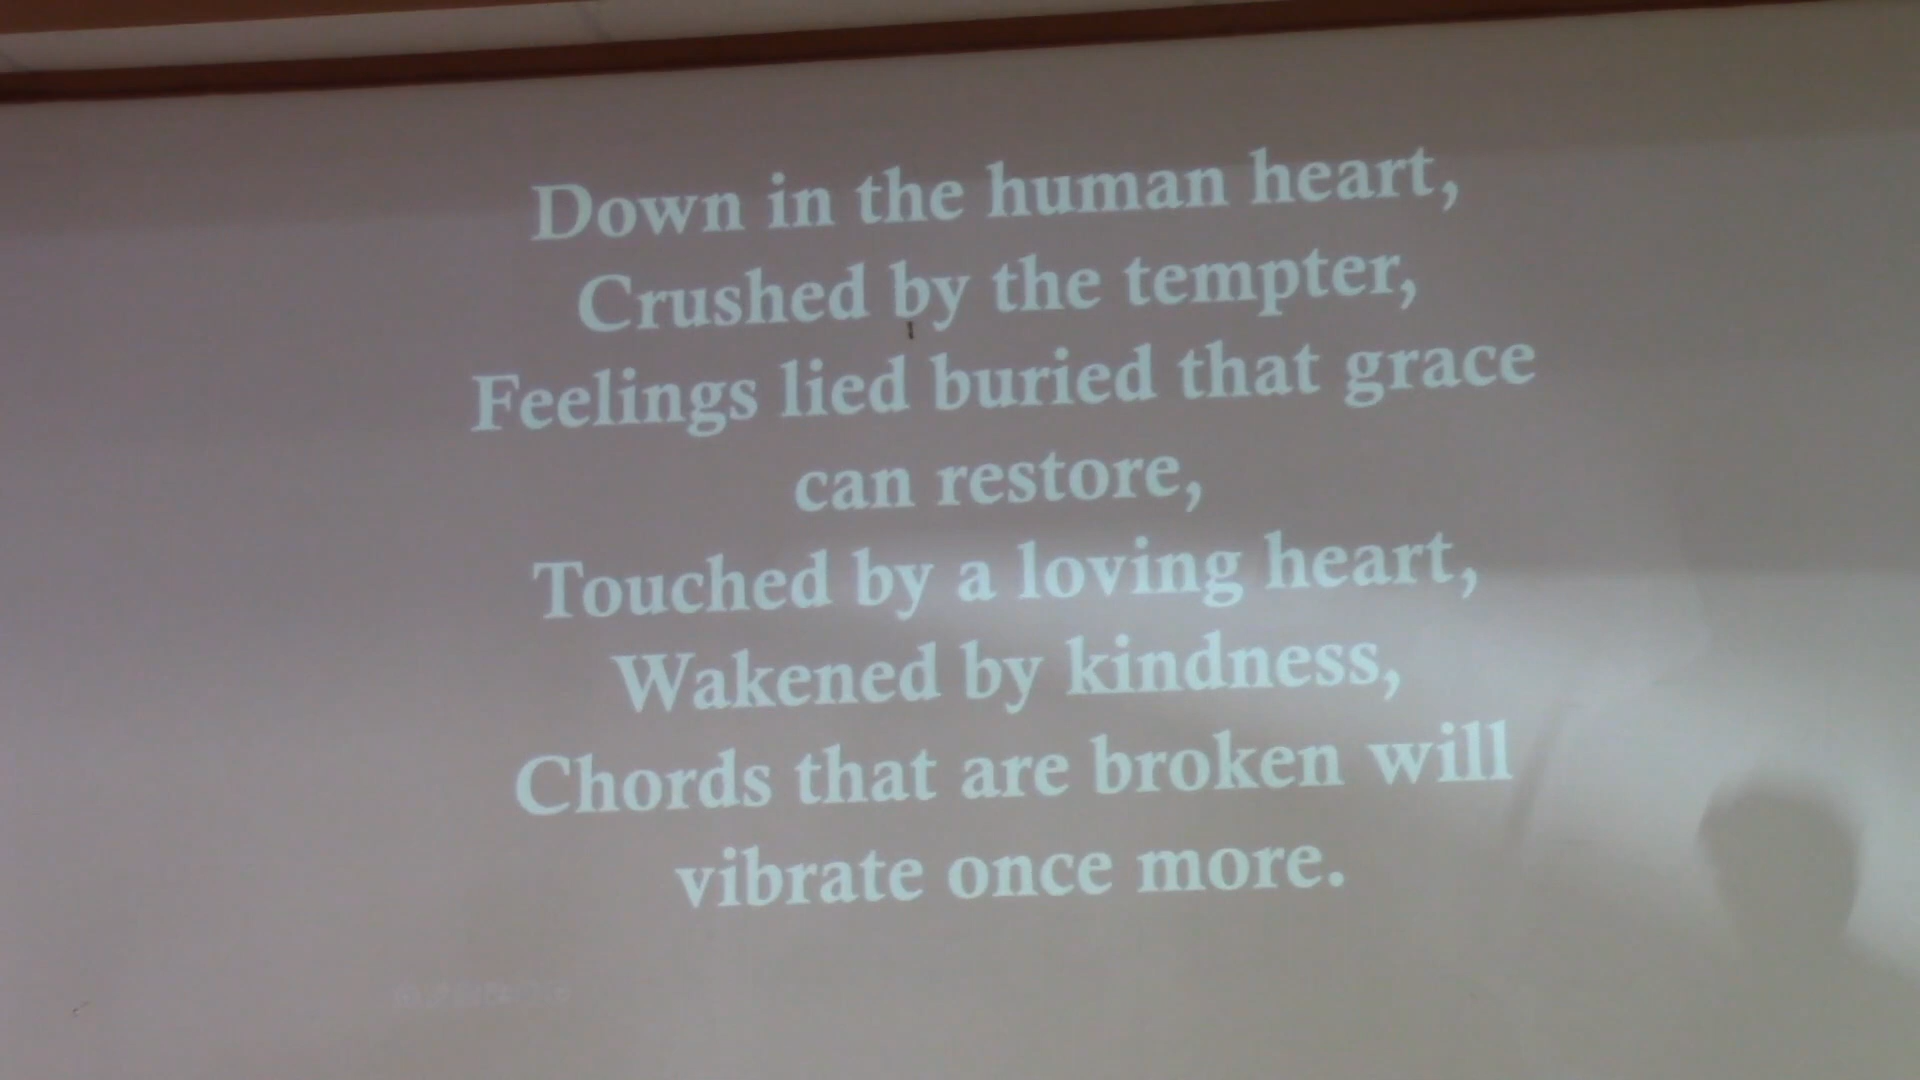 Down in the human heart,
Crushed by the tempter,
Feelings lied buried that grace
can restore,
Touched by a loving heart,
Wakened by kindness,
Chords that are broken will
vibrate once more.